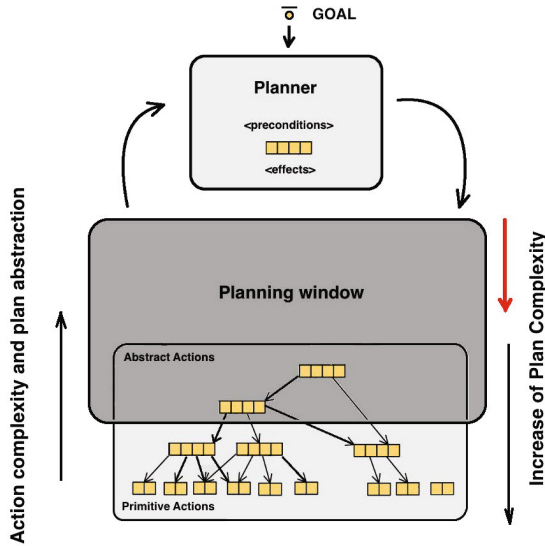 GOAL
Planner
<preconditions>
<effects>
Action complexity and plan abstraction
Planning window
Increase of Plan Complexity
Abstract Actions
Primitive Actions